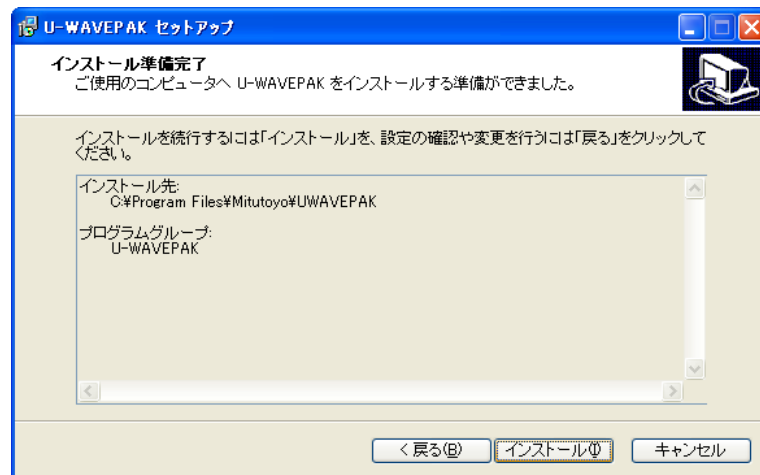 U-WAVEPAK セットアップ
インストール準備完了
ご使用のコンピュータへ U-WAVEPAK をインストールする準備ができました。
インストールを続行するには「インストール」を、設定の確認や変更を行うには「戻る」をクリックして
ください。
インストール先:
C:¥Program Files¥Mitutoyo¥UWAVEPAK
プログラムグループ:
U-WAVEPAK
< 戻る(B) インストール(I) キャンセル